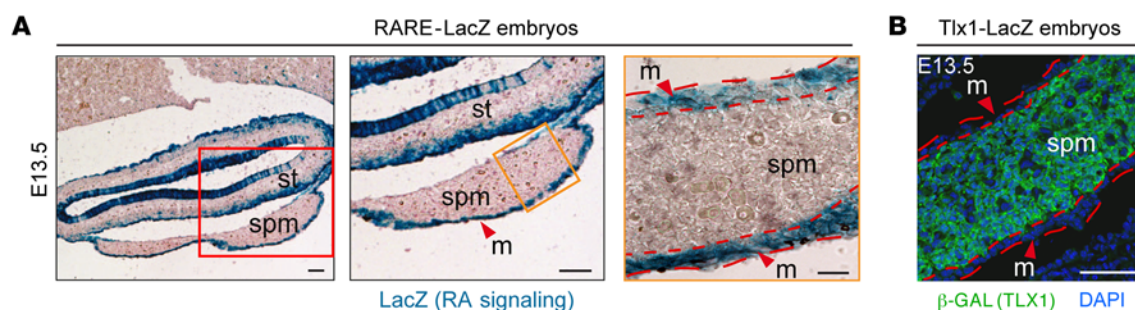 A
RARE-LacZ embryos
B
Tlx1-LacZ embryos
E13.5
st
spm
st
spm
m
m
spm
m
E13.5
m
spm
m
LacZ (RA signaling)
β-GAL (TLX1) DAPI